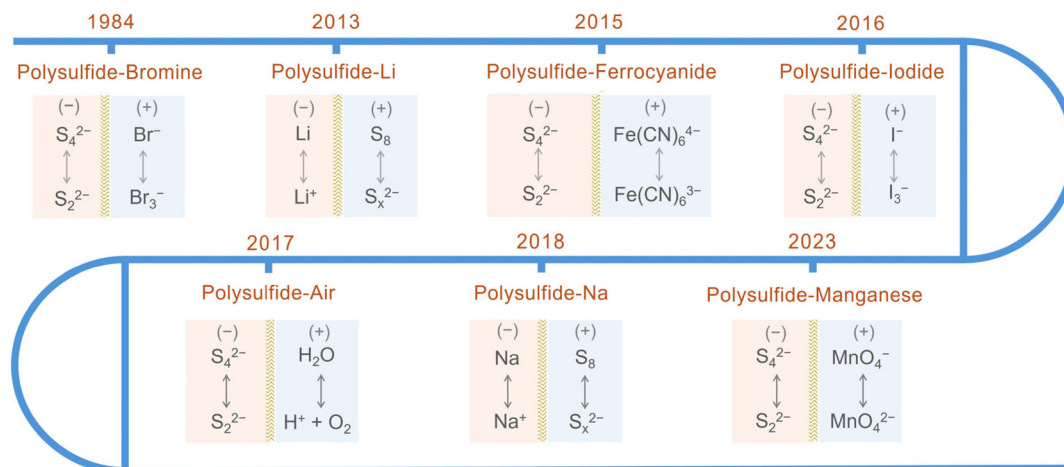 1984 2013 2015 2016
Polysulfide-Bromine Polysulfide-Li Polysulfide-Ferrocyanide Polysulfide-Iodide
(−) (+) (−) (+) (−) (+) (−) (+)
S₄²⁻ Br⁻ Li S₈ S₄²⁻ Fe(CN)₆⁴⁻ S₄²⁻ I⁻
S₂²⁻ Br₃⁻ Li⁺ Sₓ²⁻ S₂²⁻ Fe(CN)₆³⁻ S₂²⁻ I₃⁻
2017 2018 2023
Polysulfide-Air Polysulfide-Na Polysulfide-Manganese
(−) (+) (−) (+) (−) (+)
S₄²⁻ H₂O Na S₈ S₄²⁻ MnO₄⁻
S₂²⁻ H⁺ + O₂ Na⁺ Sₓ²⁻ S₂²⁻ MnO₄²⁻